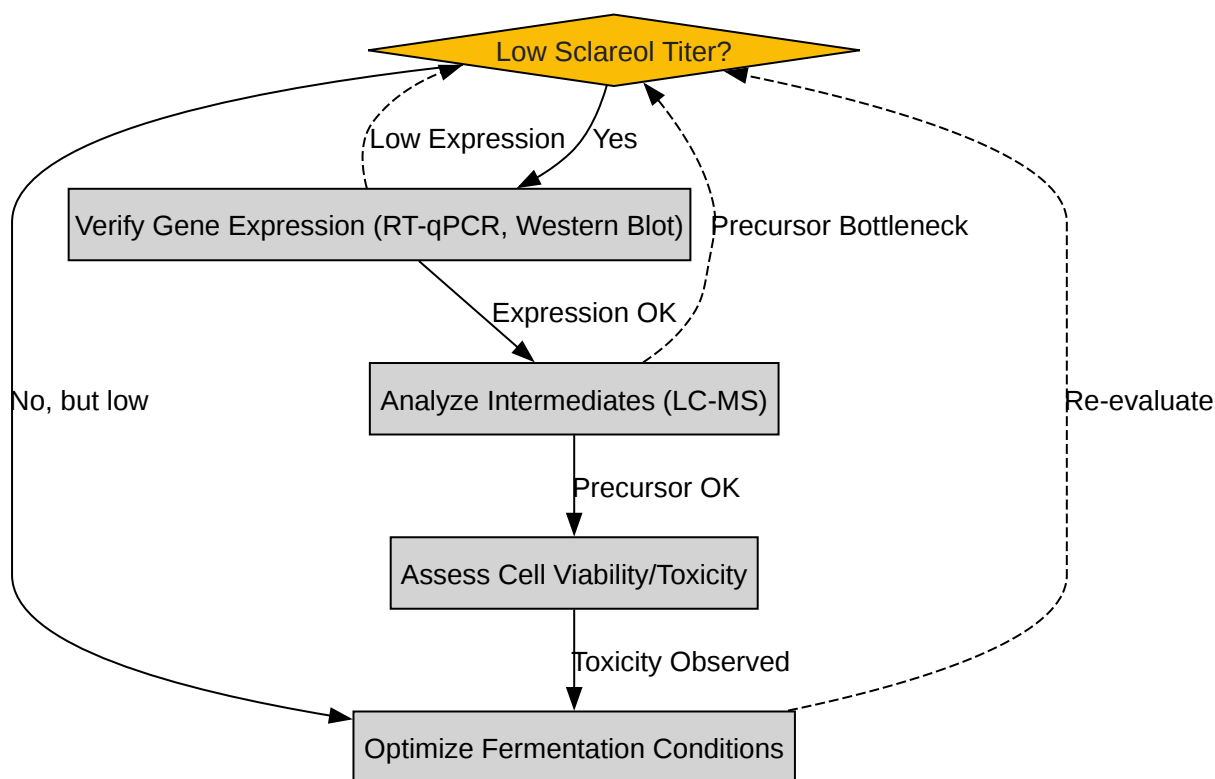 Low Sclareol Titer?
Low Expression
Yes
Verify Gene Expression (RT-qPCR, Western Blot)
Precursor Bottleneck
Expression OK
Analyze Intermediates (LC-MS)
No, but low
Re-evaluate
Precursor OK
Assess Cell Viability/Toxicity
Toxicity Observed
Optimize Fermentation Conditions